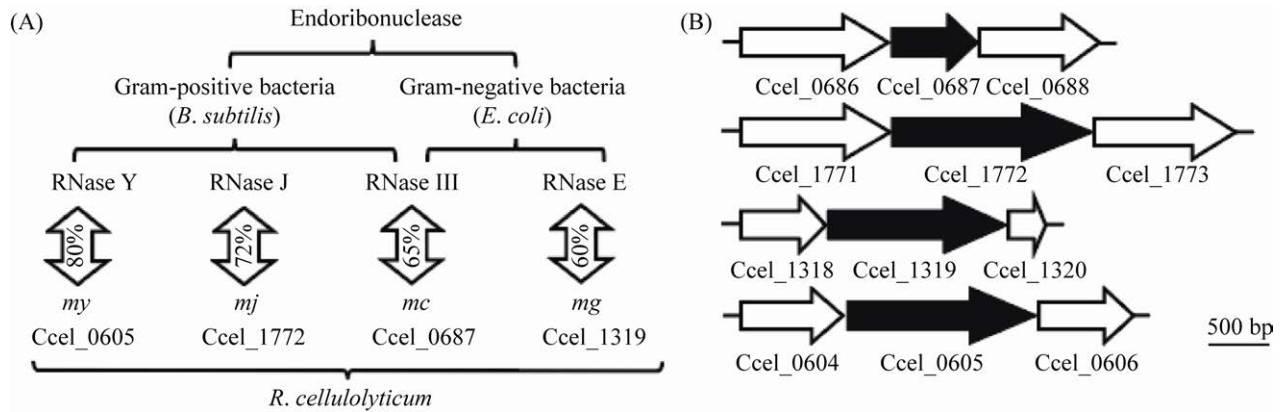 (A)
Endoribonuclease
Gram-positive bacteria
(B. subtilis)
Gram-negative bacteria
(E. coli)
RNase Y RNase J RNase III RNase E
80% 72% 65% 60%
my mj mc mg
Ccel_0605 Ccel_1772 Ccel_0687 Ccel_1319
R. cellulolyticum
(B)
Ccel_0686 Ccel_0687 Ccel_0688
Ccel_1771 Ccel_1772 Ccel_1773
Ccel_1318 Ccel_1319 Ccel_1320
Ccel_0604 Ccel_0605 Ccel_0606
500 bp